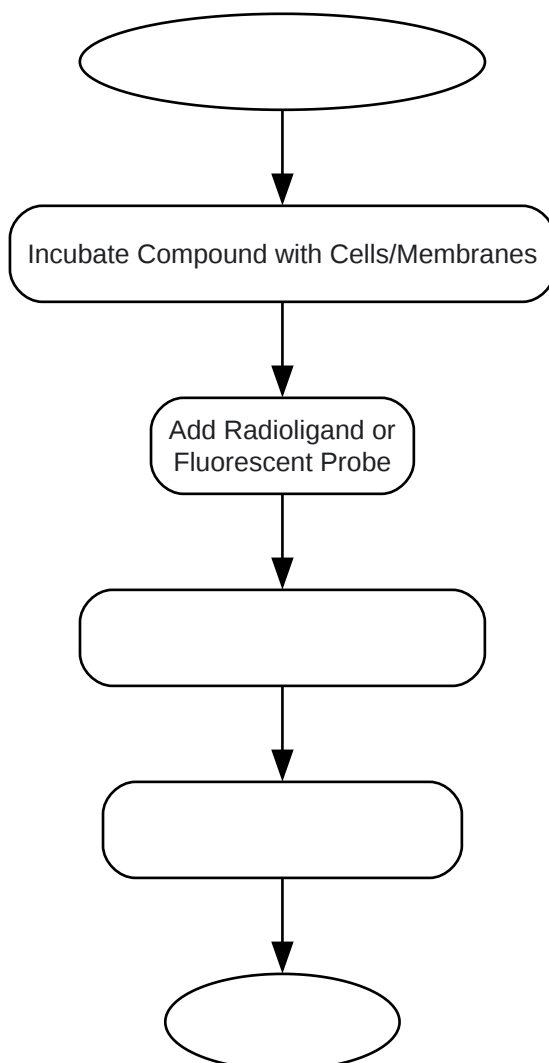 Incubate Compound with Cells/Membranes
Add Radioligand or
Fluorescent Probe